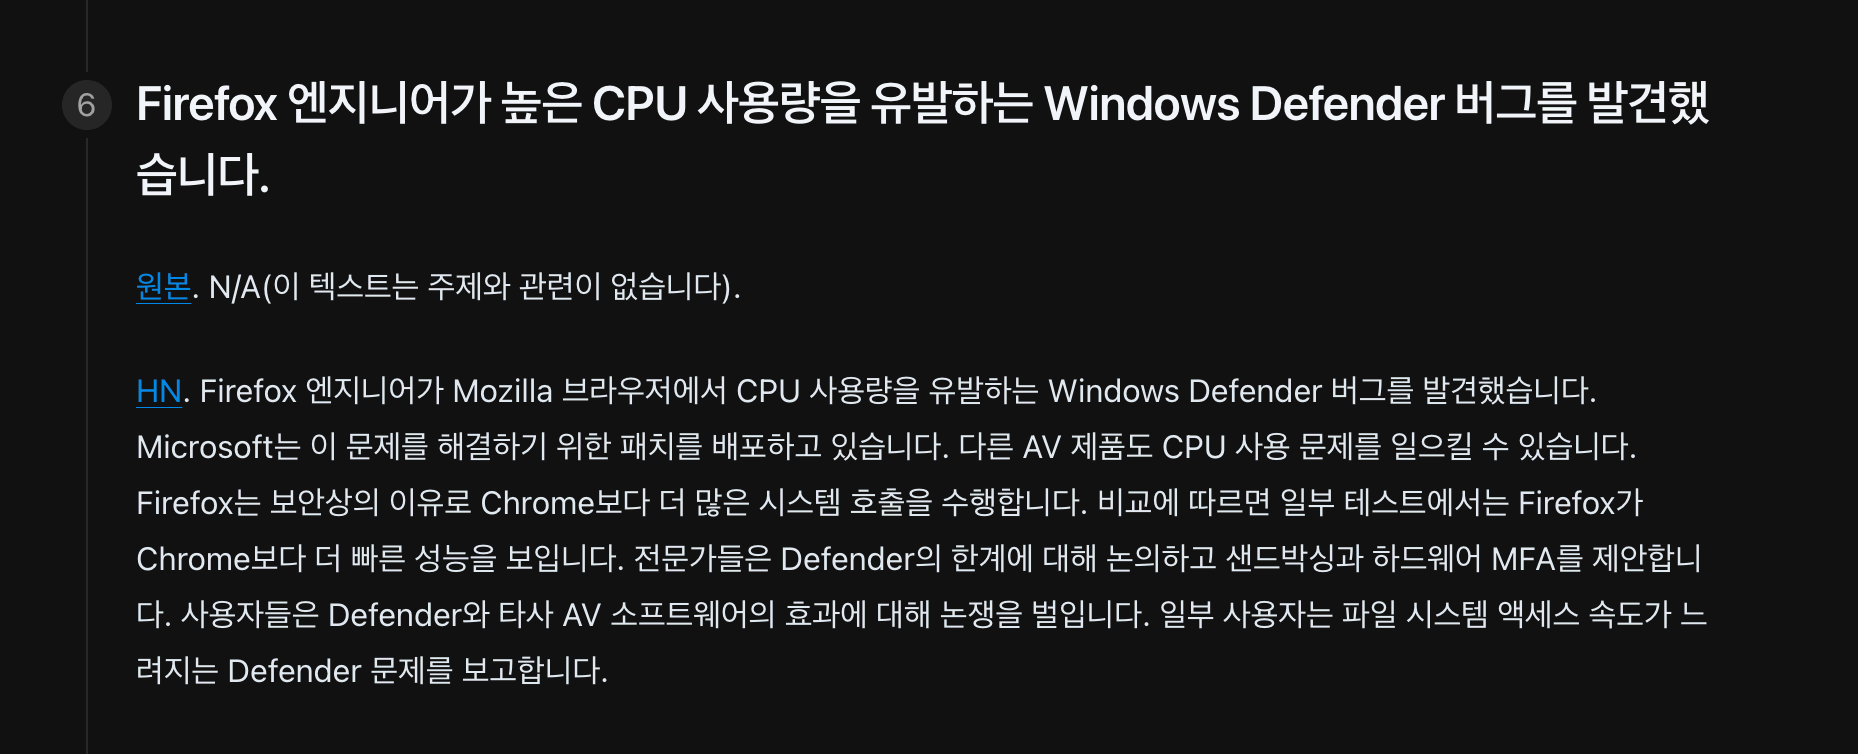 6
Firefox 엔지니어가 높은 CPU 사용량을 유발하는 Windows Defender 버그를 발견했
습니다.
원본. N/A(이 텍스트는 주제와 관련이 없습니다).
HN. Firefox 엔지니어가 Mozilla 브라우저에서 CPU 사용량을 유발하는 Windows Defender 버그를 발견했습니다.
Microsoft는 이 문제를 해결하기 위한 패치를 배포하고 있습니다. 다른 AV 제품도 CPU 사용 문제를 일으킬 수 있습니다.
Firefox는 보안상의 이유로 Chrome보다 더 많은 시스템 호출을 수행합니다. 비교에 따르면 일부 테스트에서는 Firefox가
Chrome보다 더 빠른 성능을 보입니다. 전문가들은 Defender의 한계에 대해 논의하고 샌드박싱과 하드웨어 MFA를 제안합니
다. 사용자들은 Defender와 타사 AV 소프트웨어의 효과에 대해 논쟁을 벌입니다. 일부 사용자는 파일 시스템 액세스 속도가 느
려지는 Defender 문제를 보고합니다.